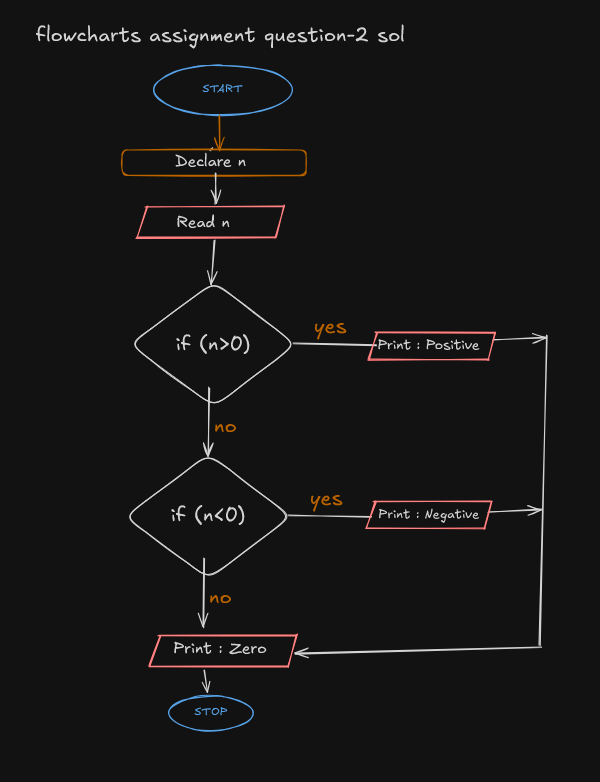 flowcharts assignment question-2 sol
START
Declare n
Read n
if (n>0)
yes
Print : Positive
no
if (n<0)
yes
Print : Negative
no
Print : Zero
STOP